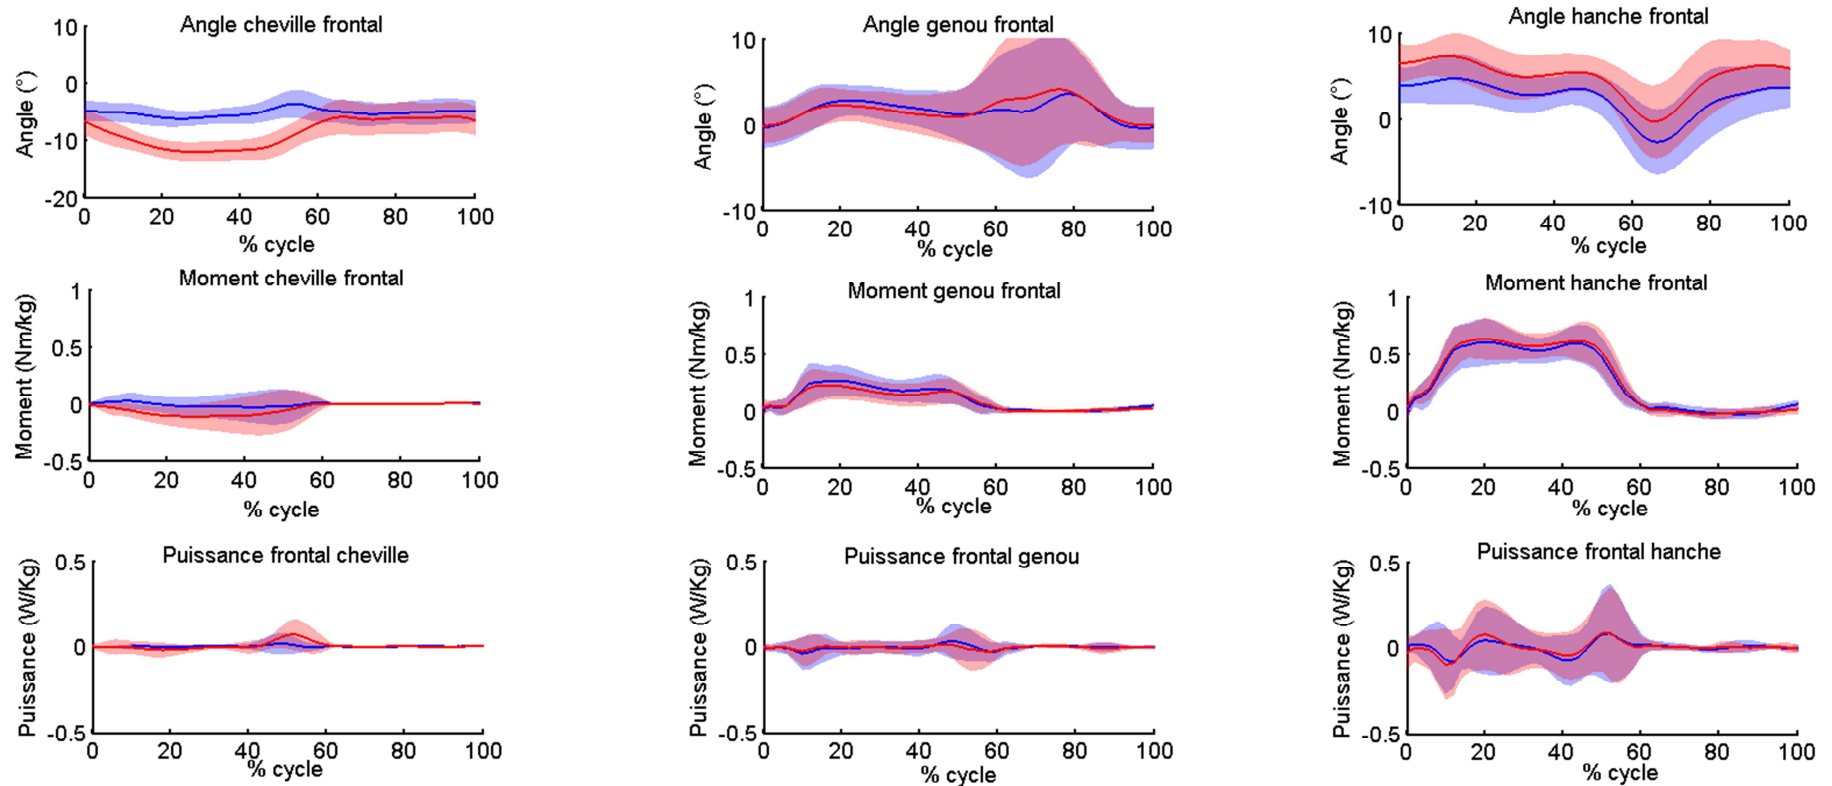 Angle cheville frontal
10
0
-10
-20
Angle (°)
0 20 40 60 80 100
% cycle
Angle genou frontal
10
0
-10
Angle (°)
0 20 40 60 80 100
% cycle
Angle hanche frontal
10
0
-10
Angle (°)
0 20 40 60 80 100
% cycle
Moment cheville frontal
1
0.5
0
-0.5
Moment (Nm/kg)
0 20 40 60 80 100
% cycle
Moment genou frontal
1
0.5
0
-0.5
Moment (Nm/kg)
0 20 40 60 80 100
% cycle
Moment hanche frontal
1
0.5
0
-0.5
Moment (Nm/kg)
0 20 40 60 80 100
% cycle
Puissance frontal cheville
0.5
0
-0.5
Puissance (W/Kg)
0 20 40 60 80 100
% cycle
Puissance frontal genou
0.5
0
-0.5
Puissance (W/Kg)
0 20 40 60 80 100
% cycle
Puissance frontal hanche
0.5
0
-0.5
Puissance (W/Kg)
0 20 40 60 80 100
% cycle